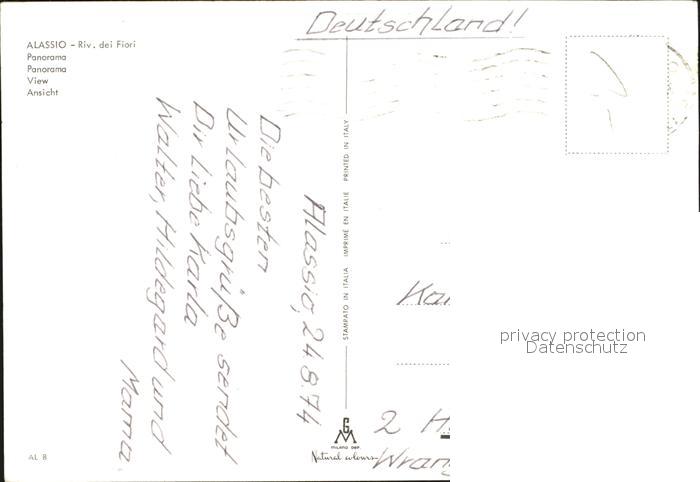 Deutschland!
ALASSIO - Riv. dei Fiori
Panorama
Panorama
View
Ansicht
Alassio, 24.8.74
Die besten
Urlaubsgrüße sendet
Dir liebe Karla
Walter, Hildegard und
Mama.
STAMPATO IN ITALIA IMPRIMÉ EN ITALIE PRINTED IN ITALY
privacy protection
Datenschutz
2
GM
MILANO DEP.
Natural colours
AL 8